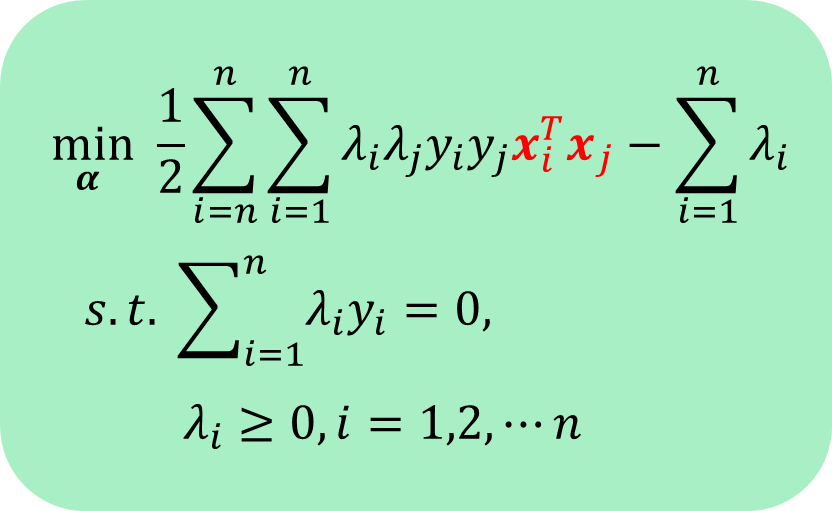 min_α 1/2 ∑_{i=n}^{n} ∑_{i=1}^{n} λ_i λ_j y_i y_j x_i^T x_j − ∑_{i=1}^{n} λ_i
s.t. ∑_{i=1}^{n} λ_i y_i = 0,
λ_i ≥ 0, i = 1,2,⋯ n